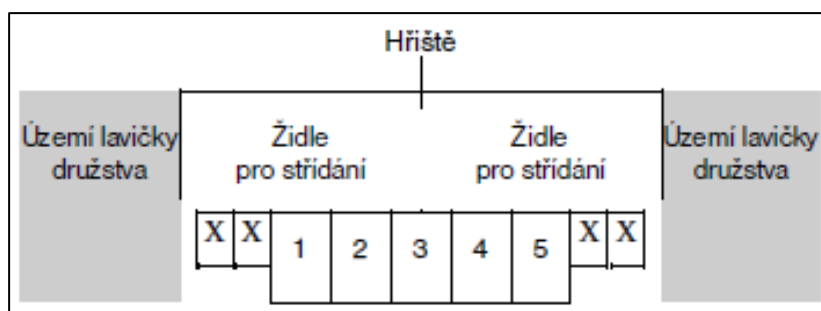 Hřiště
Území lavičky
družstva
Židle
pro střídání
Židle
pro střídání
Území lavičky
družstva
X X 1 2 3 4 5 X X